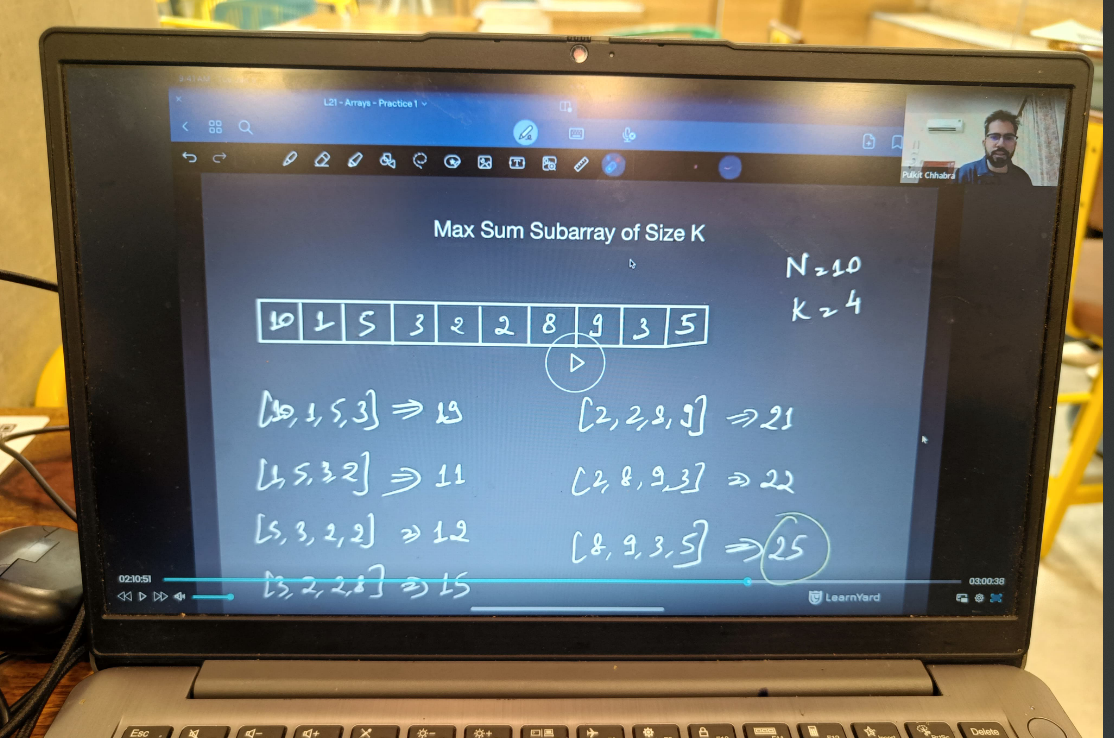 L21 - Arrays - Practice 1
Pulkit Chhabra
Max Sum Subarray of Size K
N=10
K=4
10 1 5 3 2 2 8 9 3 5
[10, 1, 5, 3] ⇒ 19
[1, 5, 3 2] ⇒ 11
[5, 3, 2, 2] ⇒ 12
[3, 2, 2, 8] ⇒ 15
[2, 2, 8, 9] ⇒ 21
[2, 8, 9, 3] ⇒ 22
[8, 9, 3, 5] ⇒ 25
02:10:51
03:00:38
LearnYard
Esc
Delete